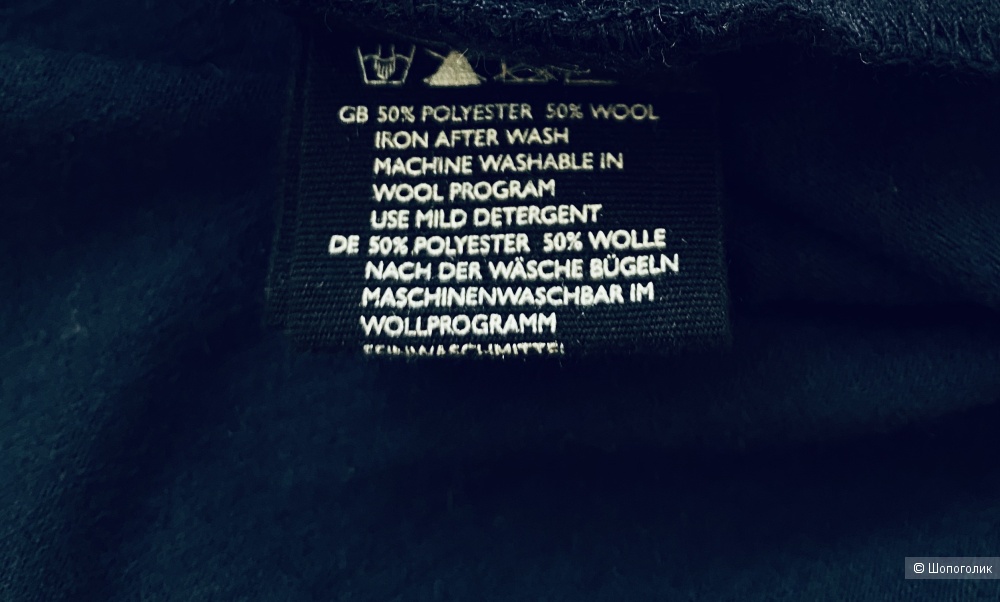 GB 50% POLYESTER 50% WOOL
IRON AFTER WASH
MACHINE WASHABLE IN
WOOL PROGRAM
USE MILD DETERGENT
DE 50% POLYESTER 50% WOLLE
NACH DER WÄSCHE BÜGELN
MASCHINENWASCHBAR IM
WOLLPROGRAMM
FEINWASCHMITTEL
© Шопоголик